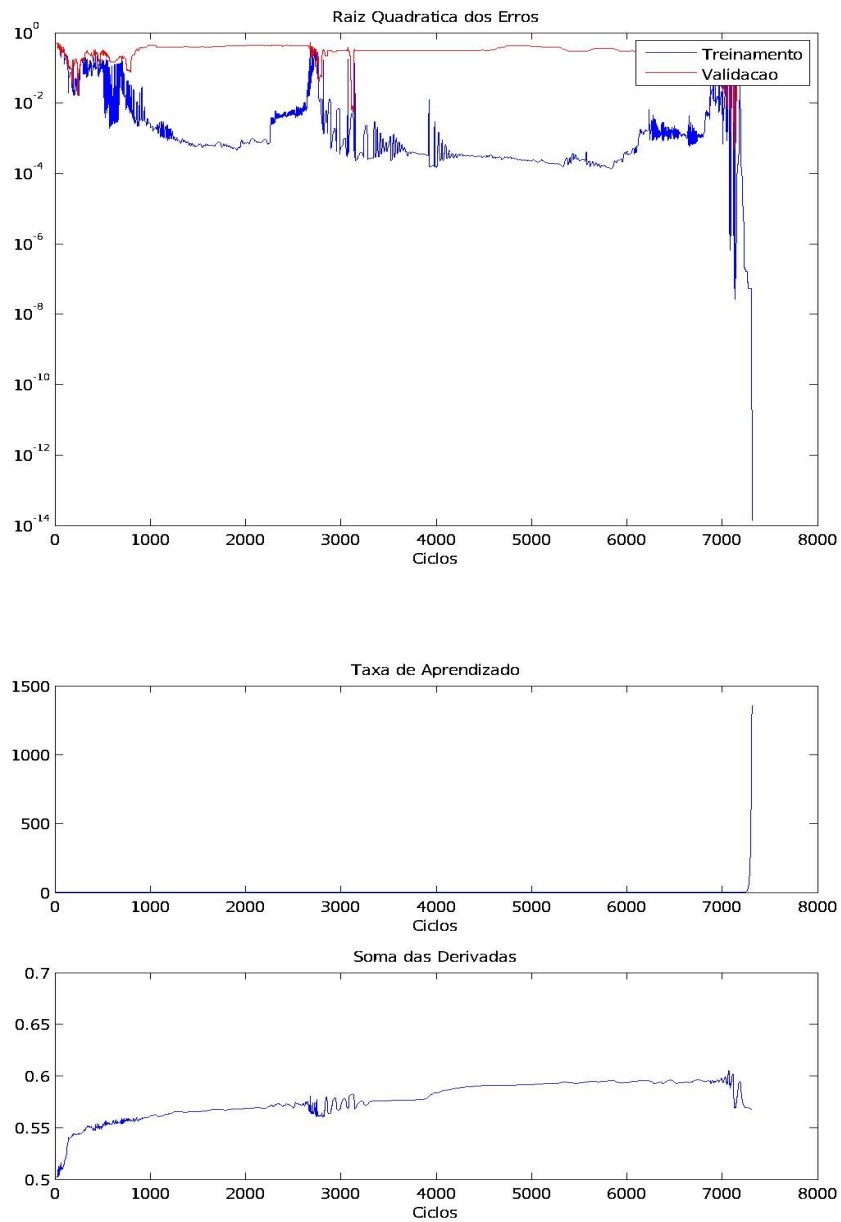 Raiz Quadratica dos Erros
10^0
10^-2
10^-4
10^-6
10^-8
10^-10
10^-12
10^-14
Treinamento
Validacao
0 1000 2000 3000 4000 5000 6000 7000 8000
Ciclos
Taxa de Aprendizado
1500
1000
500
0
0 1000 2000 3000 4000 5000 6000 7000 8000
Ciclos
Soma das Derivadas
0.7
0.65
0.6
0.55
0.5
0 1000 2000 3000 4000 5000 6000 7000 8000
Ciclos